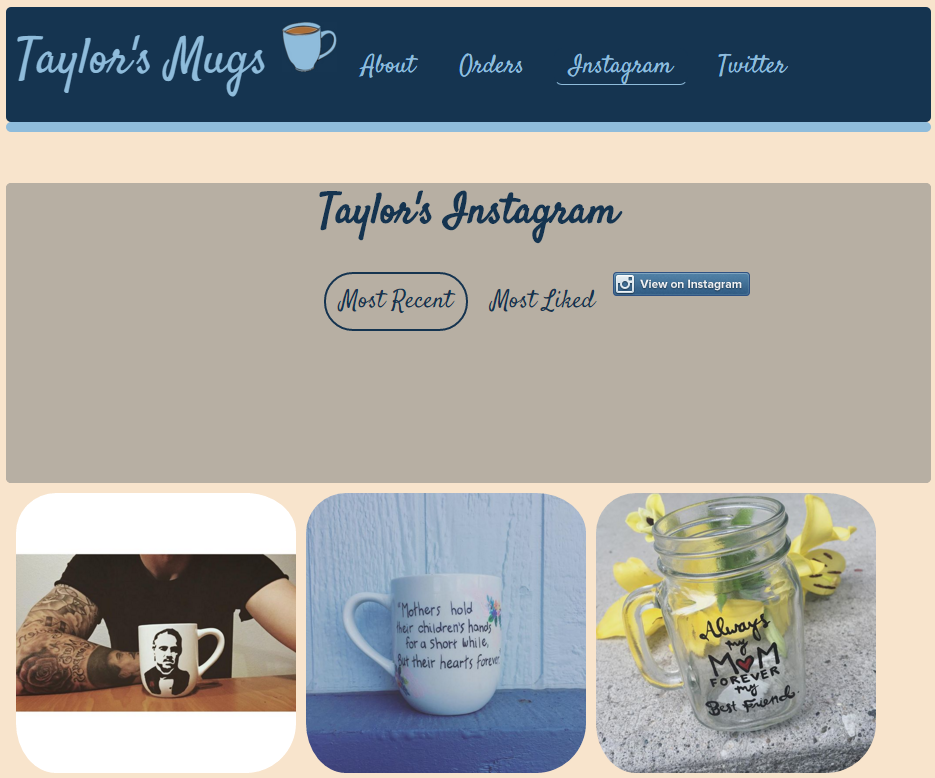 Taylor's Mugs
About Orders Instagram Twitter
Taylor's Instagram
Most Recent Most Liked View on Instagram
"Mothers hold
their children's hands
for a short while,
But their hearts forever
Always
my
MOM
FOREVER
my
Best Friend